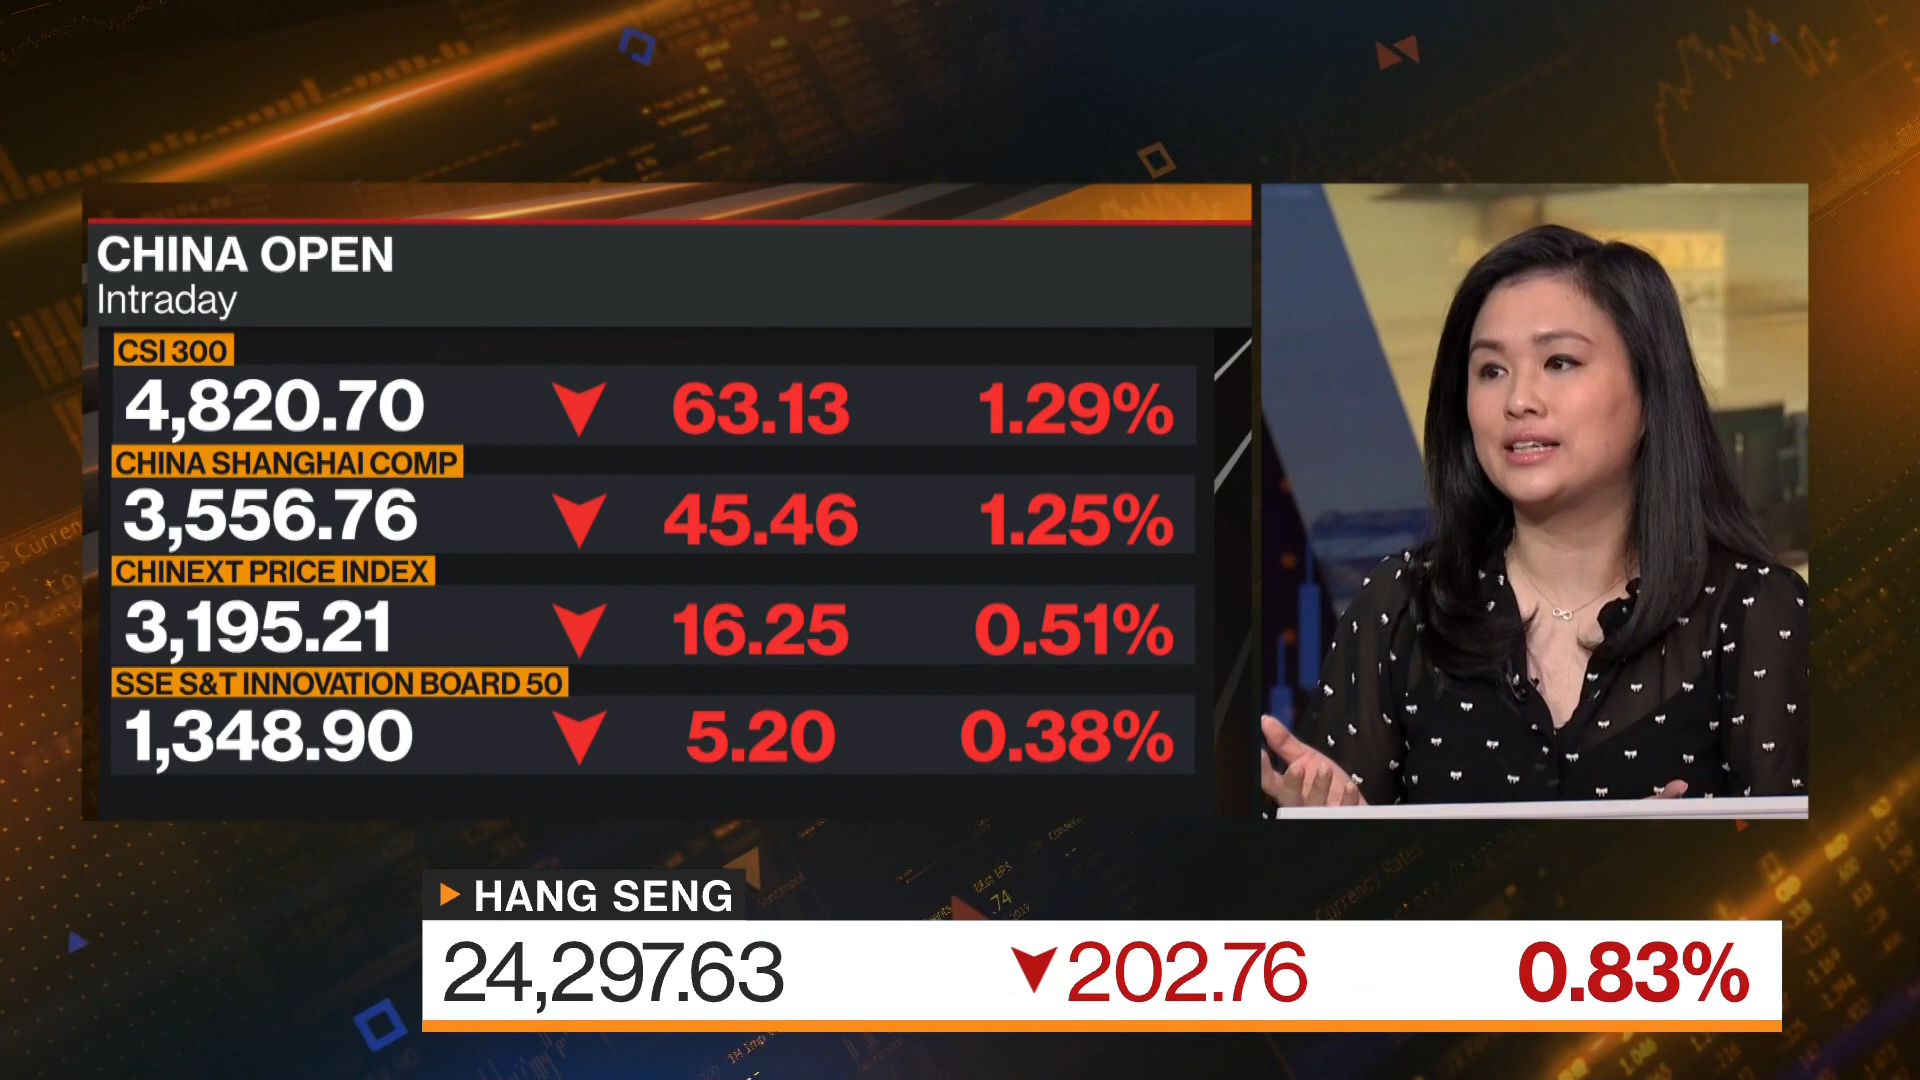 CHINA OPEN
Intraday
CSI 300
4,820.70 63.13 1.29%
CHINA SHANGHAI COMP
3,556.76 45.46 1.25%
CHINEXT PRICE INDEX
3,195.21 16.25 0.51%
SSE S&T INNOVATION BOARD 50
1,348.90 5.20 0.38%
HANG SENG
24,297.63 202.76 0.83%